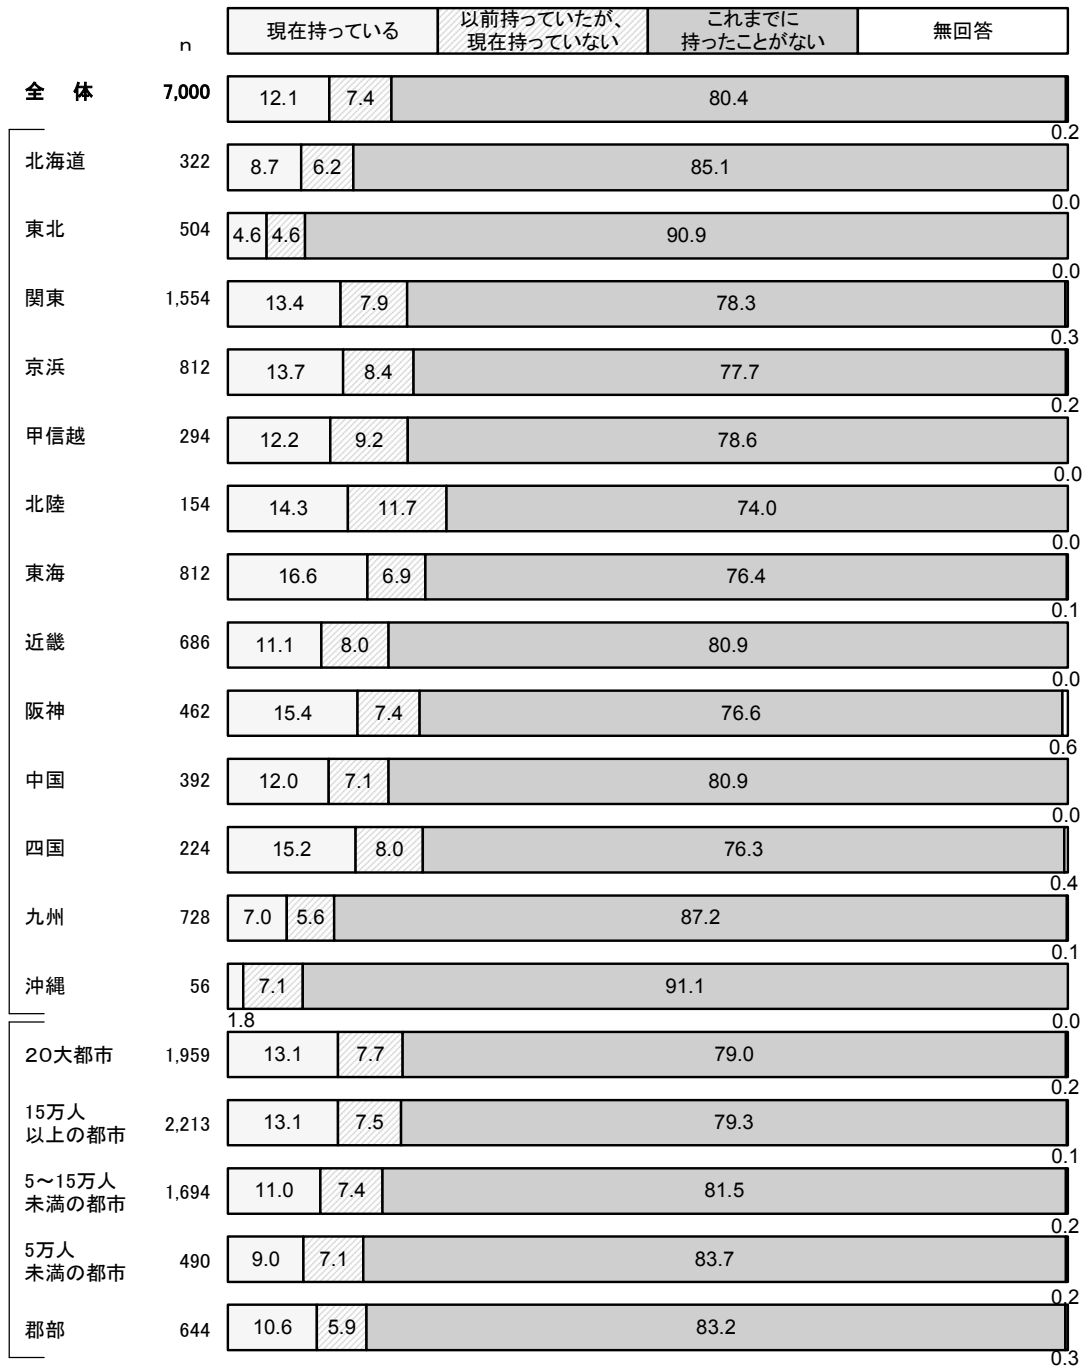 n
現在持っている
以前持っていたが、
現在持っていない
これまでに
持ったことがない
無回答
全 体 7,000 12.1 7.4 80.4
0.2
北海道 322 8.7 6.2 85.1
0.0
東北 504 4.6 4.6 90.9
0.0
関東 1,554 13.4 7.9 78.3
0.3
京浜 812 13.7 8.4 77.7
0.2
甲信越 294 12.2 9.2 78.6
0.0
北陸 154 14.3 11.7 74.0
0.0
東海 812 16.6 6.9 76.4
0.1
近畿 686 11.1 8.0 80.9
0.0
阪神 462 15.4 7.4 76.6
0.6
中国 392 12.0 7.1 80.9
0.0
四国 224 15.2 8.0 76.3
0.4
九州 728 7.0 5.6 87.2
0.1
沖縄 56 7.1 91.1
1.8 0.0
20大都市 1,959 13.1 7.7 79.0
0.2
15万人
以上の都市 2,213 13.1 7.5 79.3
0.1
5～15万人
未満の都市 1,694 11.0 7.4 81.5
0.2
5万人
未満の都市 490 9.0 7.1 83.7
0.2
郡部 644 10.6 5.9 83.2
0.3